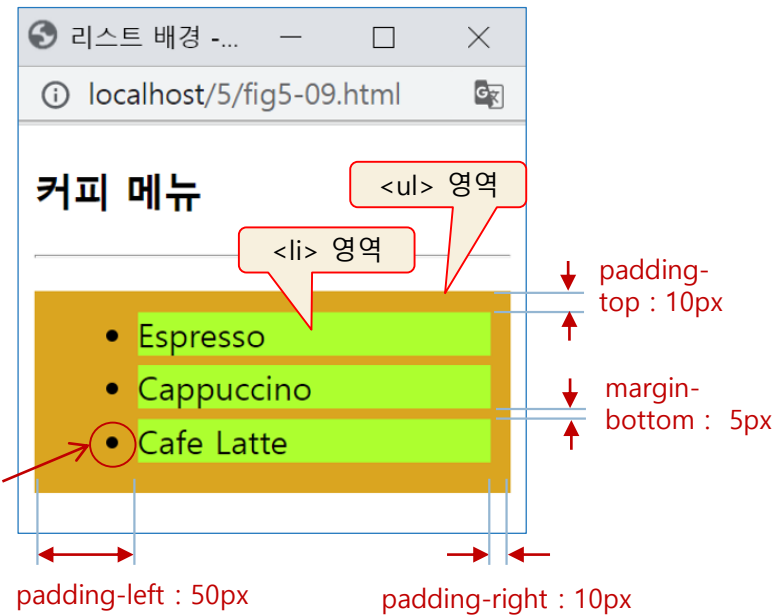 리스트 배경 -...
localhost/5/fig5-09.html
커피 메뉴
<ul> 영역
<li> 영역
padding-
top : 10px
Espresso
Cappuccino
margin-
bottom : 5px
Cafe Latte
padding-left : 50px
padding-right : 10px